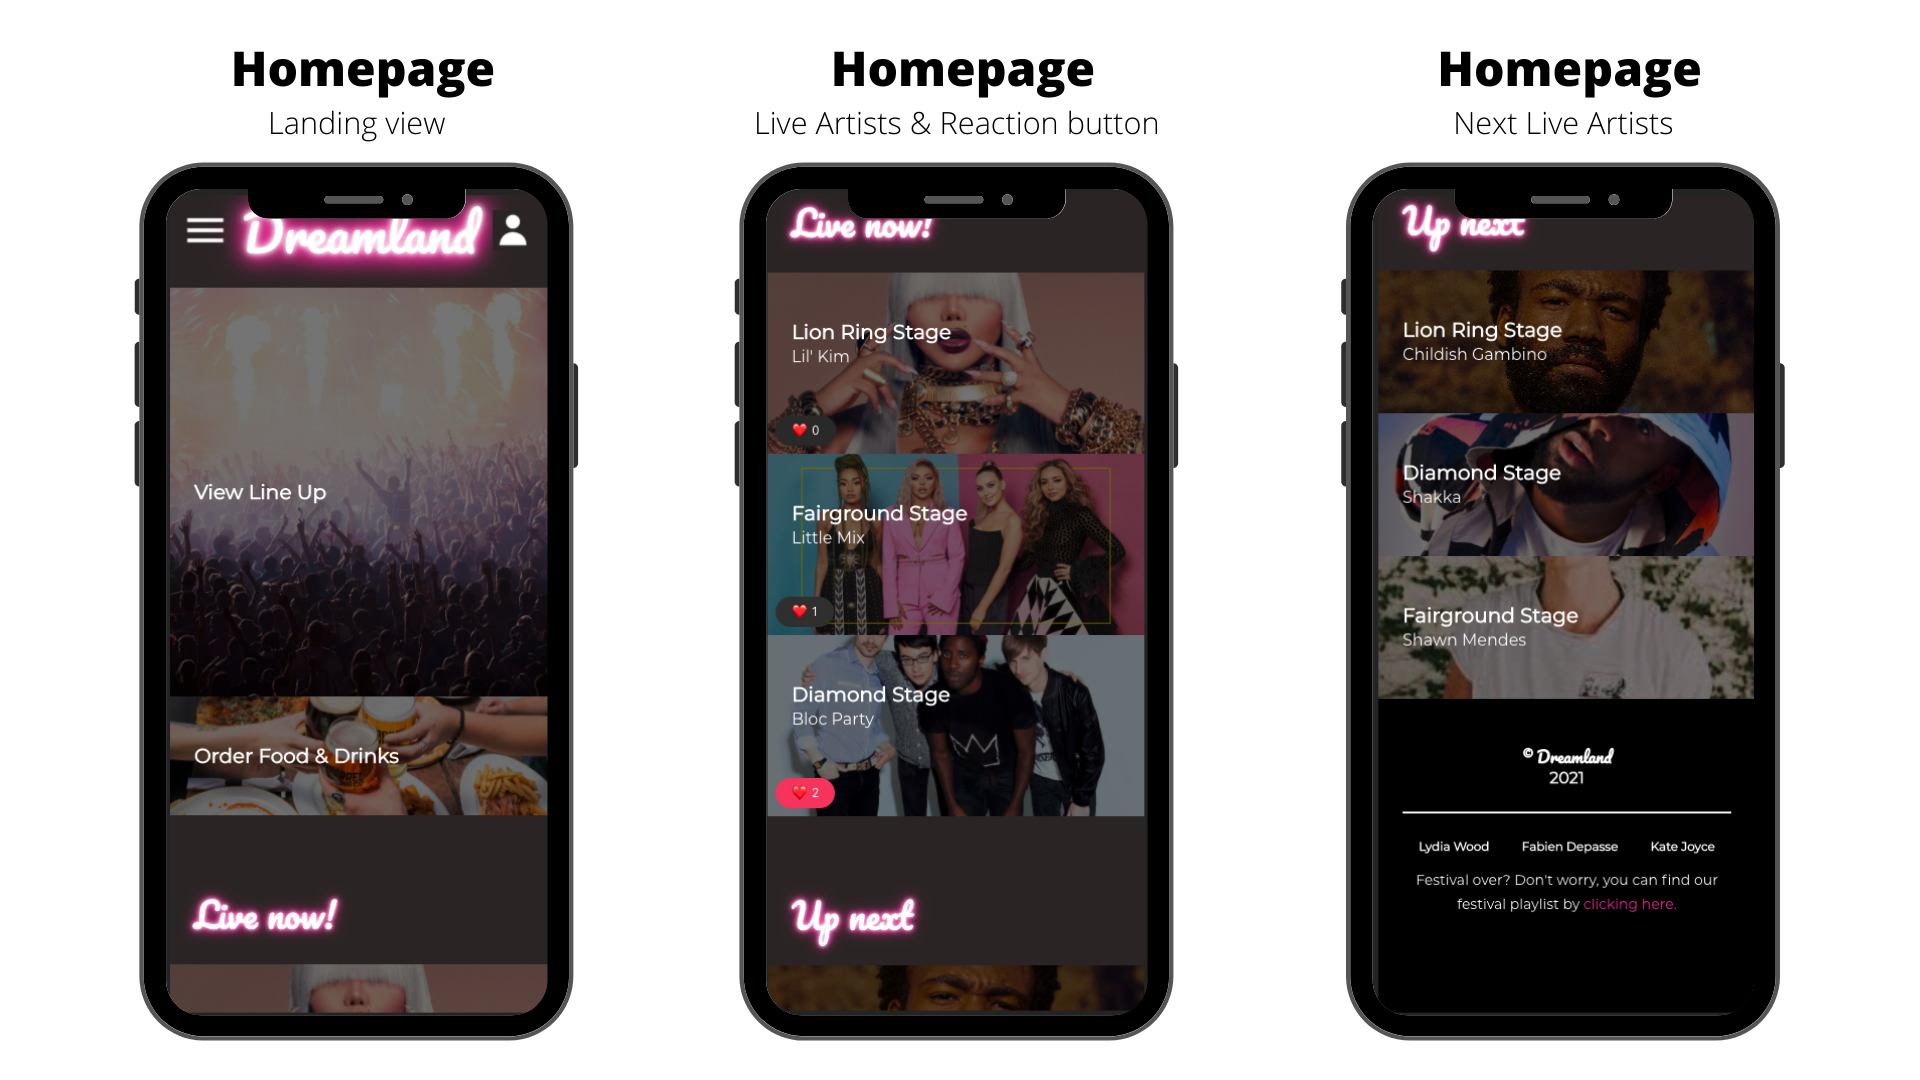 Homepage
Landing view
Dreamland
View Line Up
Order Food & Drinks
Live now!
Homepage
Live Artists & Reaction button
Live now!
Lion Ring Stage
Lil' Kim
0
Fairground Stage
Little Mix
1
Diamond Stage
Bloc Party
2
Up next
Homepage
Next Live Artists
Up next
Lion Ring Stage
Childish Gambino
Diamond Stage
Shakka
Fairground Stage
Shawn Mendes
© Dreamland
2021
Lydia Wood Fabien Depasse Kate Joyce
Festival over? Don't worry, you can find our
festival playlist by clicking here.